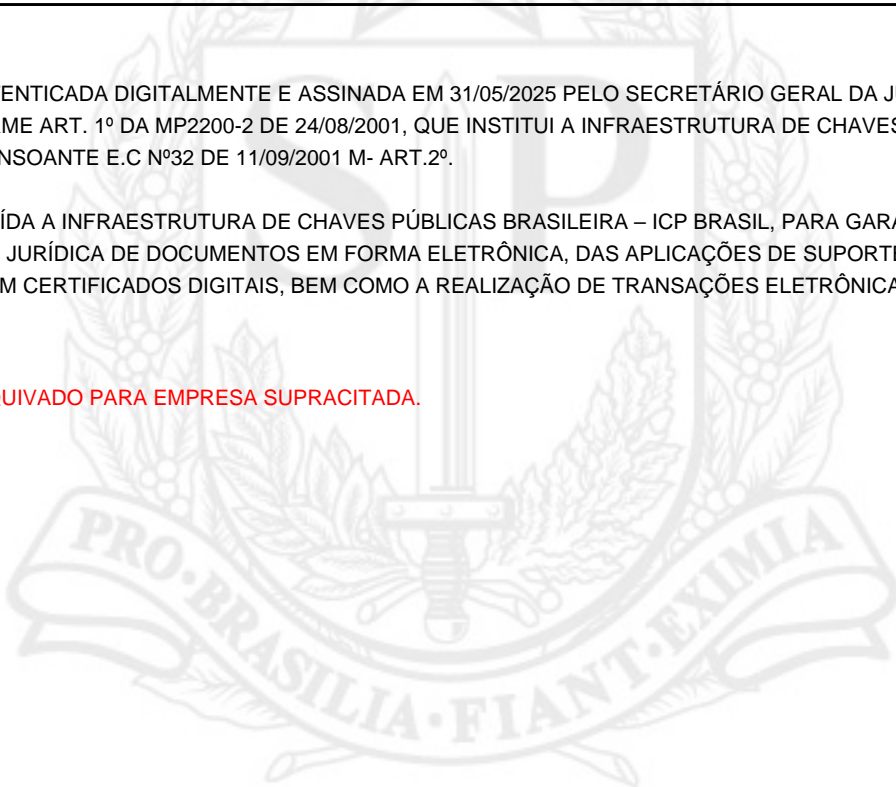 ENTICADA DIGITALMENTE E ASSINADA EM 31/05/2025 PELO SECRETÁRIO GERAL DA J
ME ART. 1º DA MP2200-2 DE 24/08/2001, QUE INSTITUI A INFRAESTRUTURA DE CHAVES
NSOANTE E.C Nº32 DE 11/09/2001 M- ART.2º.
ÍDA A INFRAESTRUTURA DE CHAVES PÚBLICAS BRASILEIRA – ICP BRASIL, PARA GARA
JURÍDICA DE DOCUMENTOS EM FORMA ELETRÔNICA, DAS APLICAÇÕES DE SUPORTE
M CERTIFICADOS DIGITAIS, BEM COMO A REALIZAÇÃO DE TRANSAÇÕES ELETRÔNICA
UIVADO PARA EMPRESA SUPRACITADA.
SP
PRO·BRASILIA·FIANT·EXIMIA